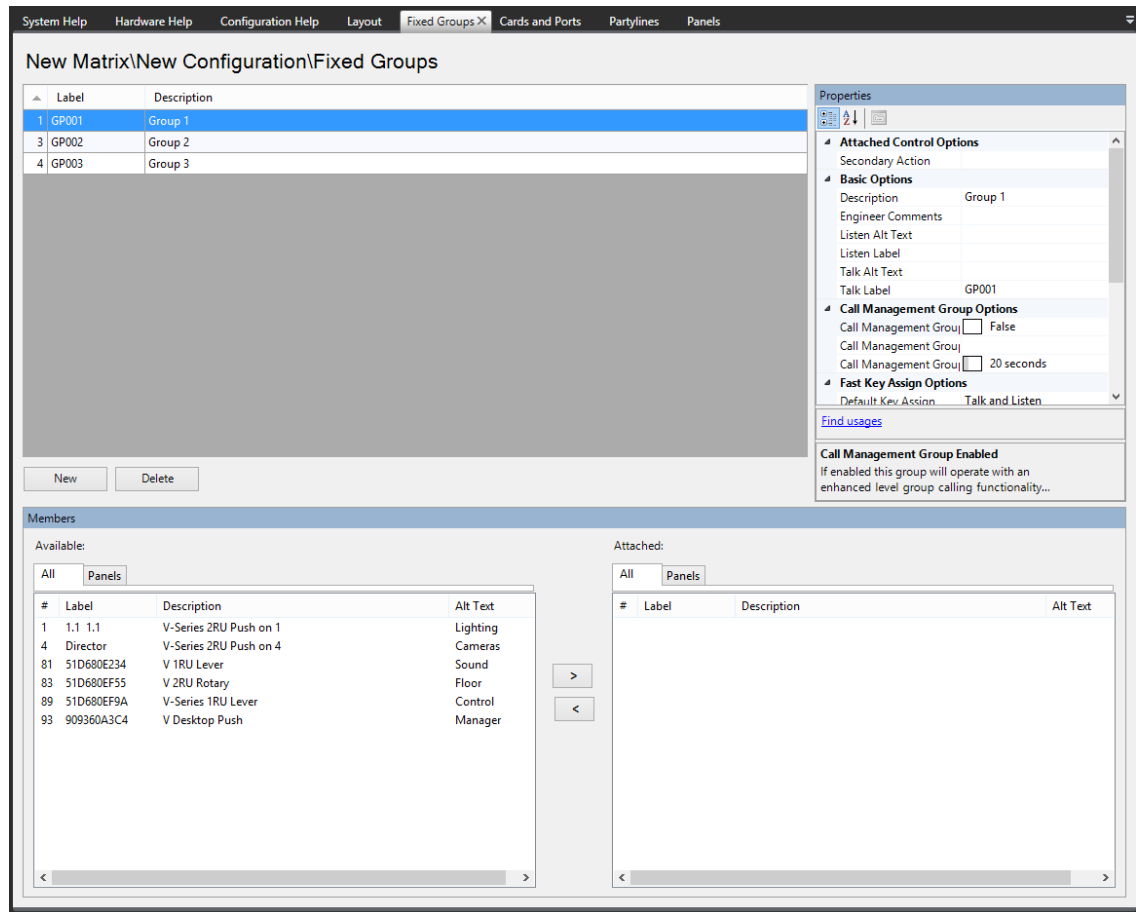 System Help Hardware Help Configuration Help Layout Fixed Groups X Cards and Ports Partylines Panels
New Matrix\New Configuration\Fixed Groups
Label Description
1 GP001 Group 1
3 GP002 Group 2
4 GP003 Group 3
New Delete
Properties
Attached Control Options
Secondary Action
Basic Options
Description Group 1
Engineer Comments
Listen Alt Text
Listen Label
Talk Alt Text
Talk Label GP001
Call Management Group Options
Call Management Grou False
Call Management Grou
Call Management Grou 20 seconds
Fast Key Assign Options
Default Key Assign Talk and Listen
Find usages
Call Management Group Enabled
If enabled this group will operate with an
enhanced level group calling functionality...
Members
Available:
All Panels
# Label Description Alt Text
1 1.1 1.1 V-Series 2RU Push on 1 Lighting
4 Director V-Series 2RU Push on 4 Cameras
81 51D680E234 V 1RU Lever Sound
83 51D680EF55 V 2RU Rotary Floor
89 51D680EF9A V-Series 1RU Lever Control
93 909360A3C4 V Desktop Push Manager
>
<
Attached:
All Panels
# Label Description Alt Text